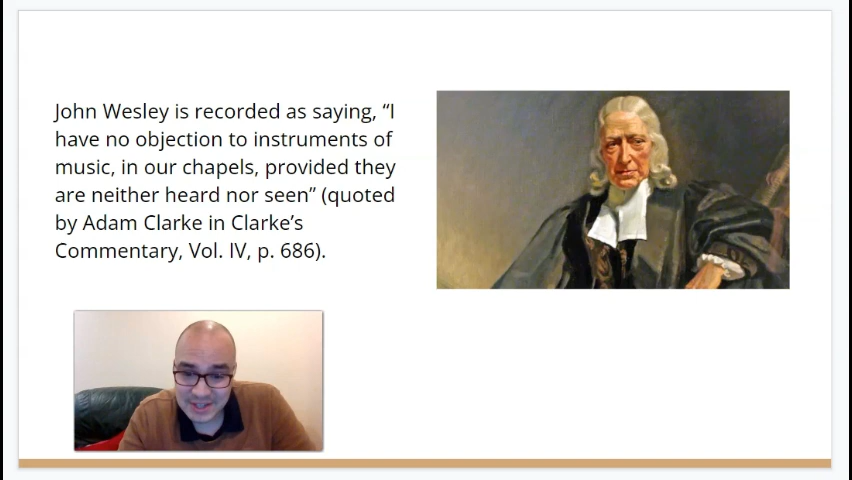 John Wesley is recorded as saying, “I
have no objection to instruments of
music, in our chapels, provided they
are neither heard nor seen” (quoted
by Adam Clarke in Clarke’s
Commentary, Vol. IV, p. 686).